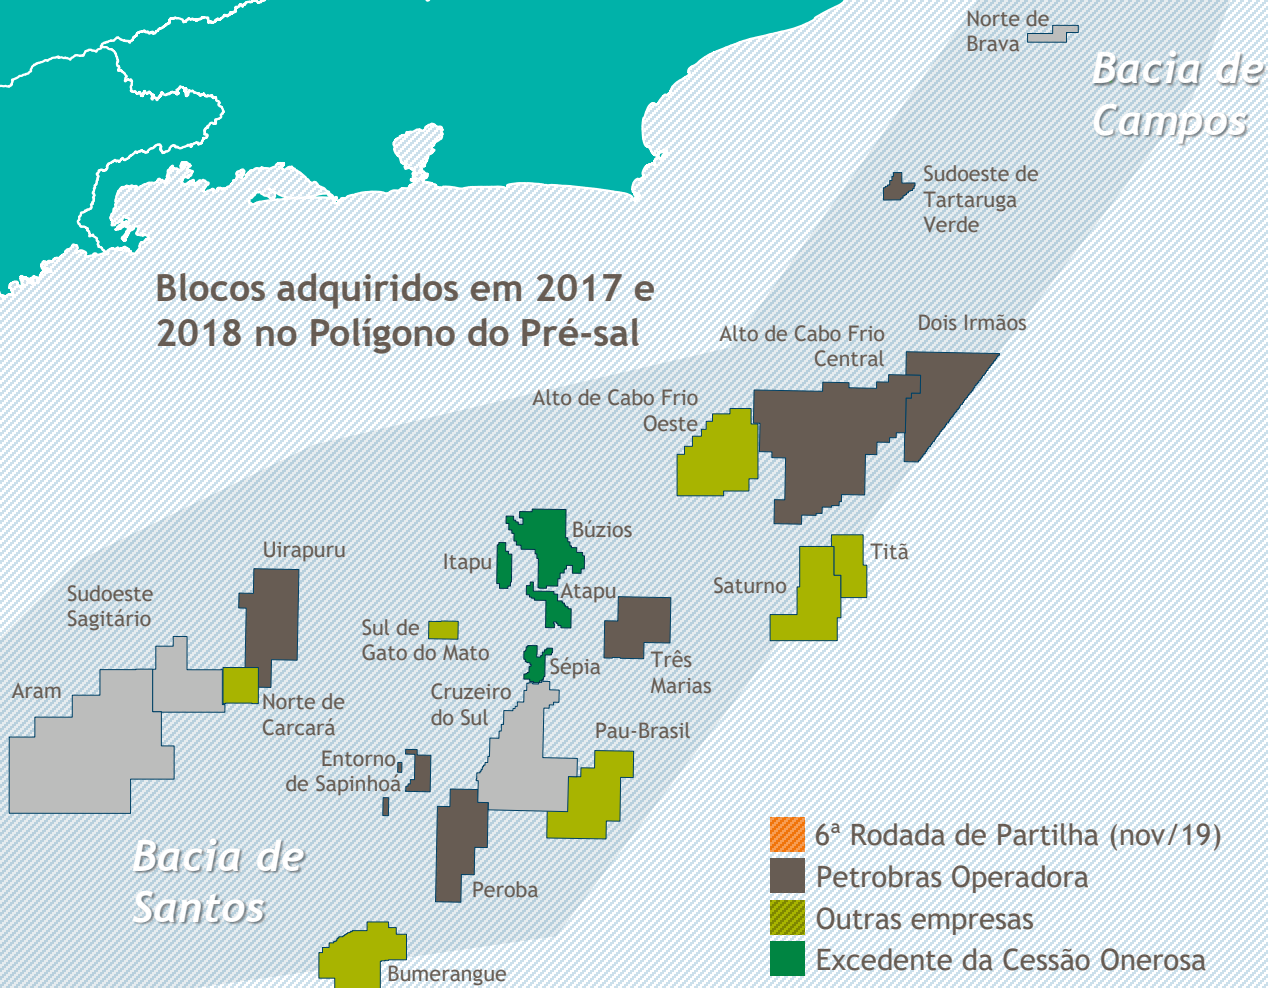 Norte de
Brava
Bacia de
Campos
Sudoeste de
Tartaruga
Verde
Blocos adquiridos em 2017 e
2018 no Polígono do Pré-sal
Dois Irmãos
Alto de Cabo Frio
Central
Alto de Cabo Frio
Oeste
Búzios
Itapu
Atapu
Titã
Saturno
Uirapuru
Sudoeste
Sagitário
Sul de
Gato do Mato
Sépia
Três
Marias
Aram
Norte de
Carcará
Cruzeiro
do Sul
Pau-Brasil
Entorno
de Sapinhoá
Peroba
Bacia de
Santos
Bumerangue
6ª Rodada de Partilha (nov/19)
Petrobras Operadora
Outras empresas
Excedente da Cessão Onerosa